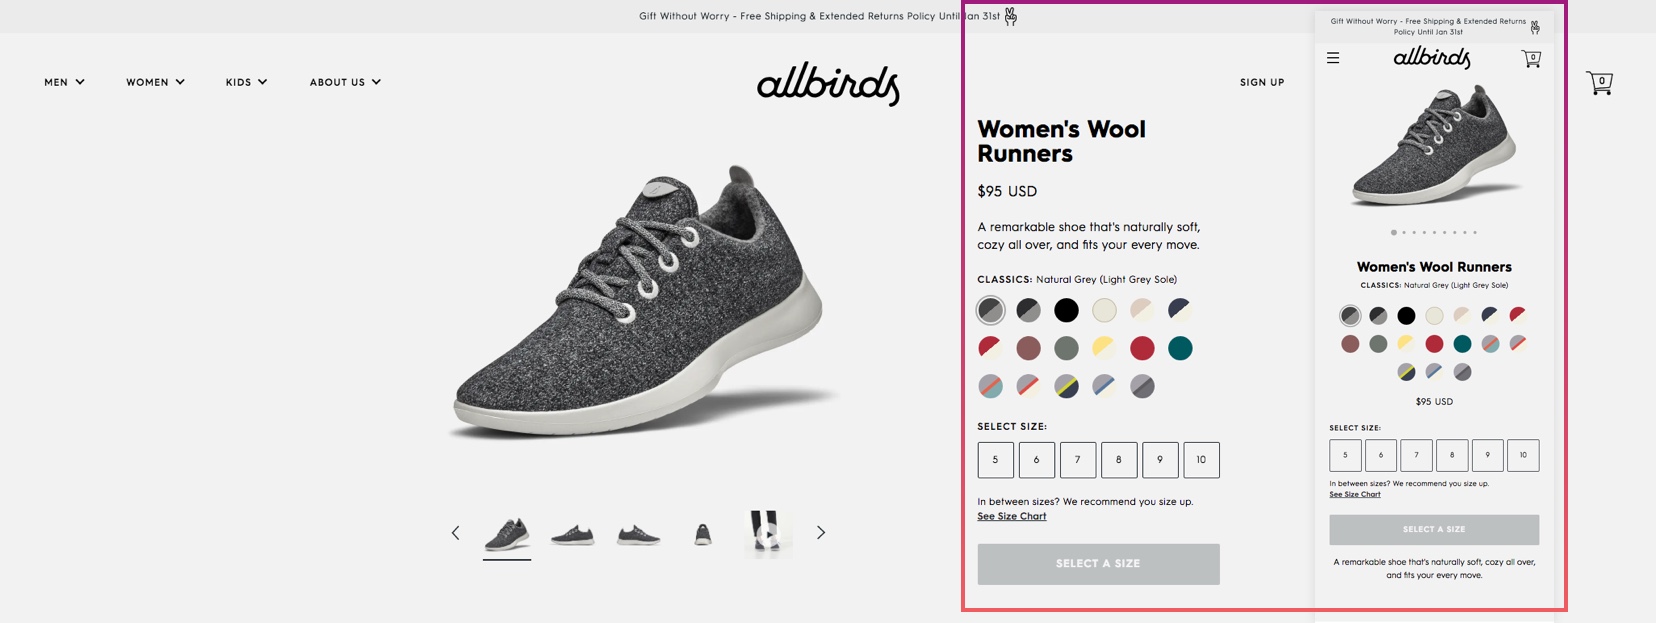 Gift Without Worry - Free Shipping & Extended Returns Policy Until Jan 31st
MEN
WOMEN
KIDS
ABOUT US
allbirds
SIGN UP
0
Women's Wool
Runners
$95 USD
A remarkable shoe that's naturally soft,
cozy all over, and fits your every move.
CLASSICS: Natural Grey (Light Grey Sole)
SELECT SIZE:
5 6 7 8 9 10
In between sizes? We recommend you size up.
See Size Chart
SELECT A SIZE
Gift Without Worry - Free Shipping & Extended Returns
Policy Until Jan 31st
allbirds
0
Women's Wool Runners
CLASSICS: Natural Grey (Light Grey Sole)
$95 USD
SELECT SIZE:
5 6 7 8 9 10
In between sizes? We recommend you size up.
See Size Chart
SELECT A SIZE
A remarkable shoe that's naturally soft, cozy all over,
and fits your every move.